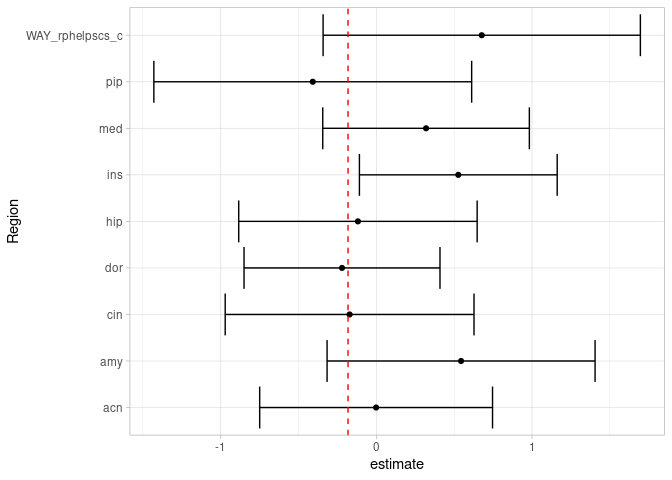 WAY_rphelpscs_c
pip
med
ins
hip
dor
cin
amy
acn
Region
-1
0
1
estimate